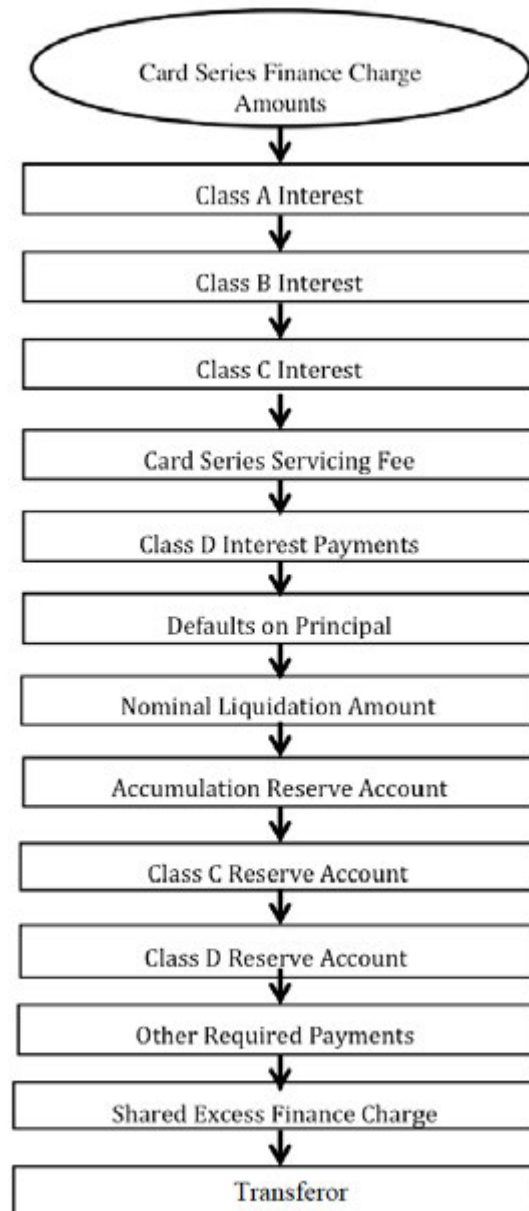 Card Series Finance Charge
Amounts
Class A Interest
Class B Interest
Class C Interest
Card Series Servicing Fee
Class D Interest Payments
Defaults on Principal
Nominal Liquidation Amount
Accumulation Reserve Account
Class C Reserve Account
Class D Reserve Account
Other Required Payments
Shared Excess Finance Charge
Transferor